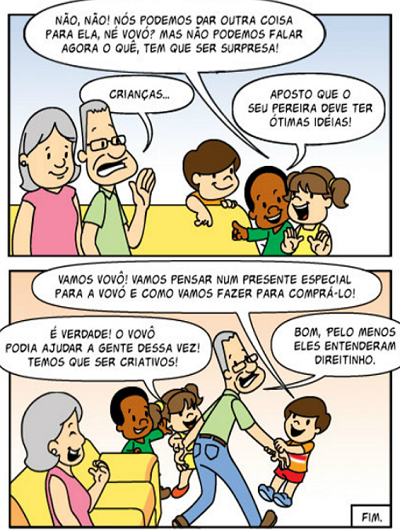 NÃO, NÃO! NÓS PODEMOS DAR OUTRA COISA
PARA ELA, NÉ VOVÔ? MAS NÃO PODEMOS FALAR
AGORA O QUÊ, TEM QUE SER SURPRESA!
CRIANÇAS...
APOSTO QUE O
SEU PEREIRA DEVE TER
ÓTIMAS IDÉIAS!
VAMOS VOVÔ! VAMOS PENSAR NUM PRESENTE ESPECIAL
PARA A VOVÓ E COMO VAMOS FAZER PARA COMPRÁ-LO!
É VERDADE! O VOVÔ
PODIA AJUDAR A GENTE DESSA VEZ!
TEMOS QUE SER CRIATIVOS!
BOM, PELO MENOS
ELES ENTENDERAM
DIREITINHO.
FIM.